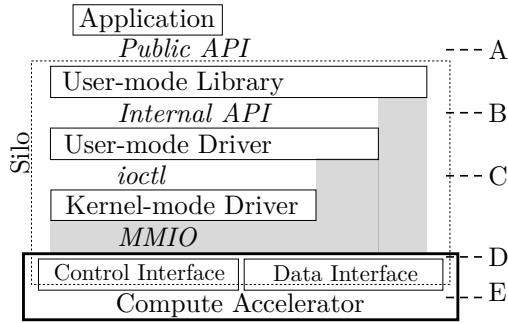 Application
Public API
A
User-mode Library
Internal API
B
User-mode Driver
Silo
ioctl
C
Kernel-mode Driver
MMIO
D
Control Interface
Data Interface
E
Compute Accelerator